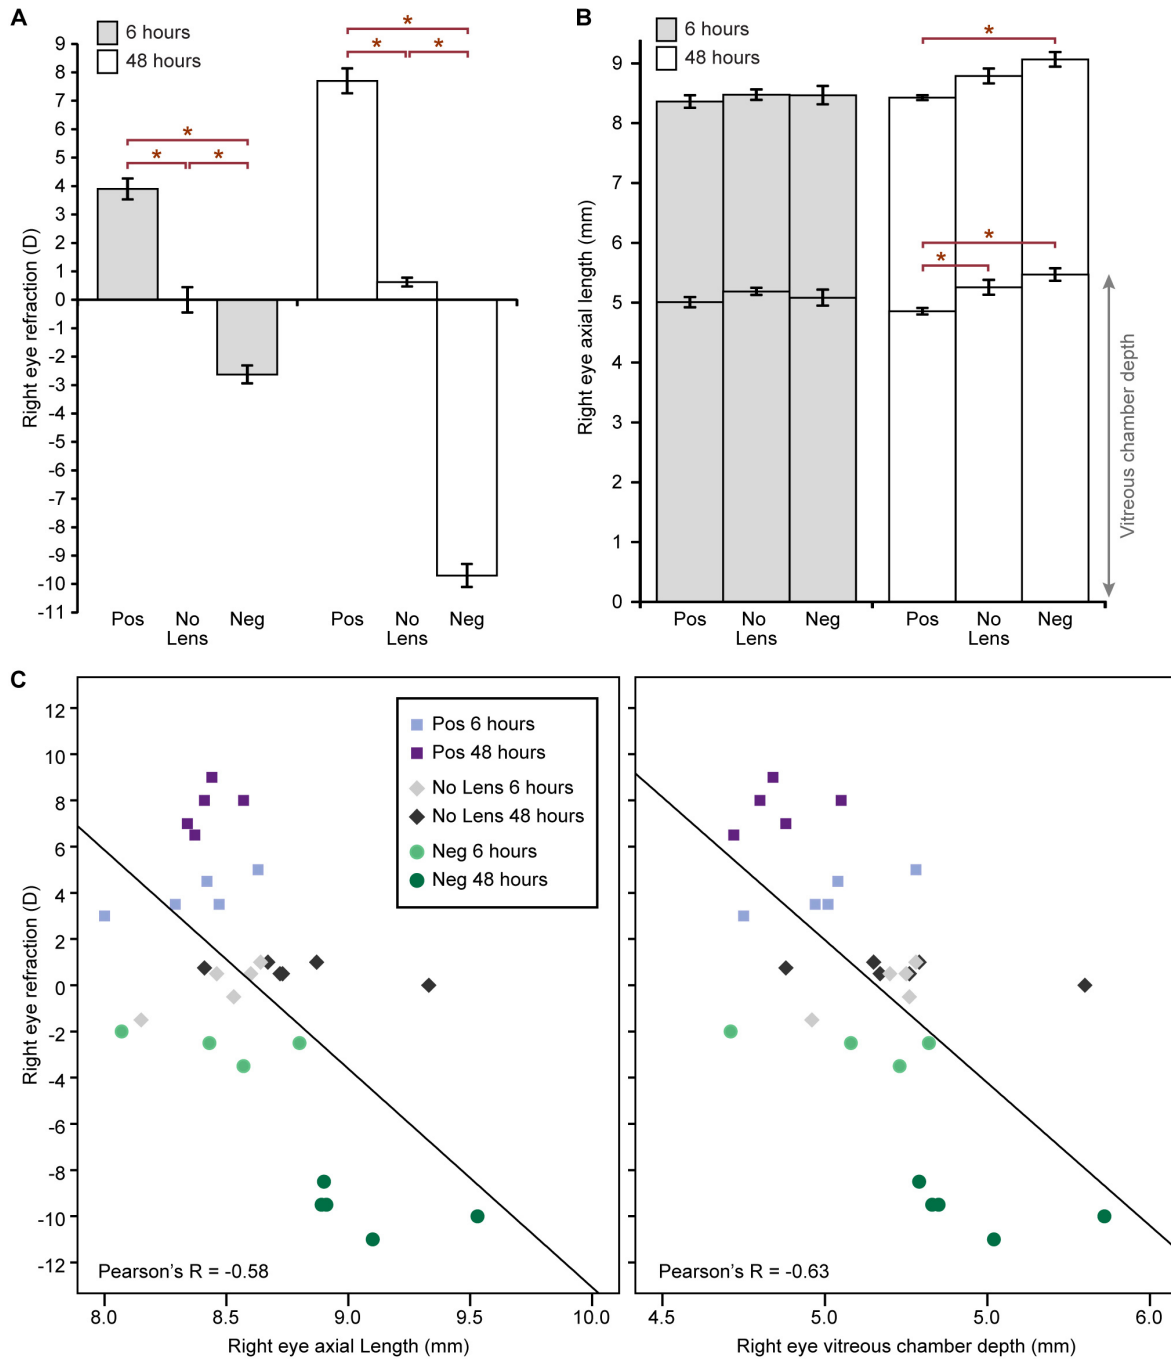 A
6 hours
48 hours
9
8
7
6
5
4
3
2
1
0
-1
-2
-3
-4
-5
-6
-7
-8
-9
-10
-11
Right eye refraction (D)
* * *
* * *
Pos No Lens Neg
Pos No Lens Neg
B
6 hours
48 hours
9
8
7
6
5
4
3
2
1
0
Right eye axial length (mm)
*
*
*
Vitreous chamber depth
Pos No Lens Neg
Pos No Lens Neg
C
12
10
8
6
4
2
0
-2
-4
-6
-8
-10
-12
Right eye refraction (D)
Pos 6 hours
Pos 48 hours
No Lens 6 hours
No Lens 48 hours
Neg 6 hours
Neg 48 hours
Pearson's R = -0.58
8.0 8.5 9.0 9.5 10.0
Right eye axial Length (mm)
Pearson's R = -0.63
4.5 5.0 5.0 6.0
Right eye vitreous chamber depth (mm)